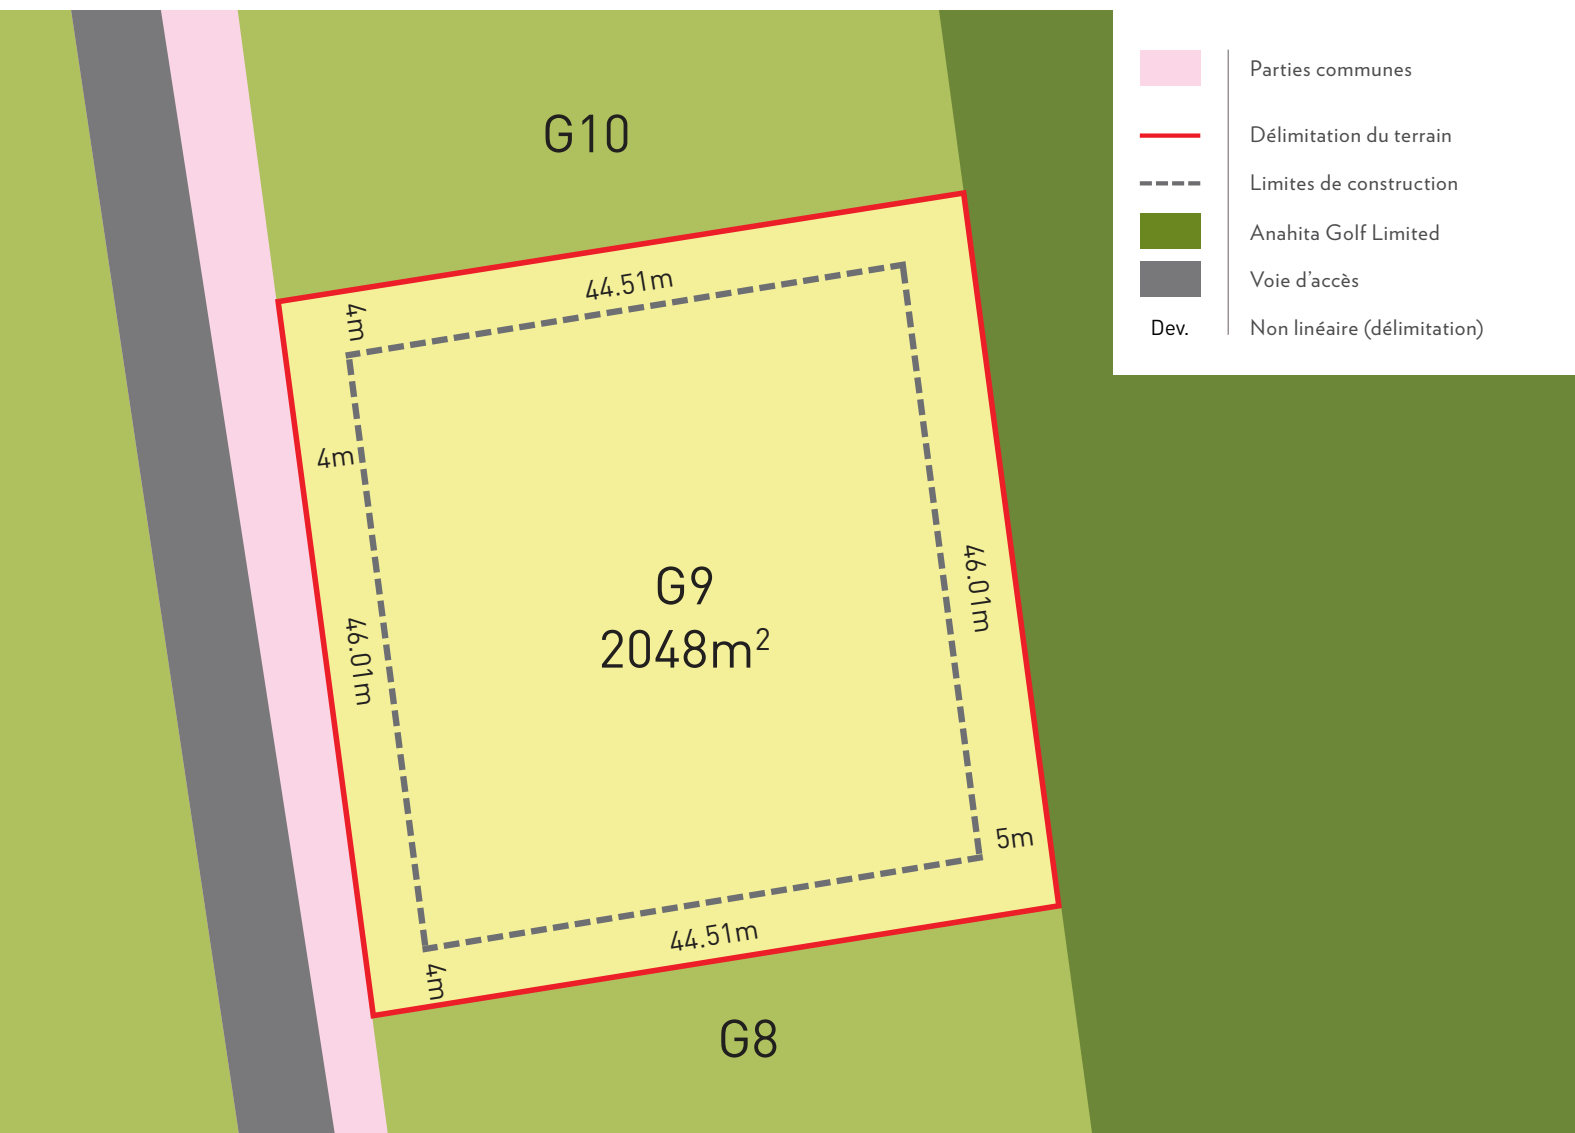 Parties communes
Délimitation du terrain
Limites de construction
Anahita Golf Limited
Voie d'accès
Dev. Non linéaire (délimitation)
G10
44.51m
4m
4m
46.01m
G9
2048m²
46.01m
5m
44.51m
4m
G8